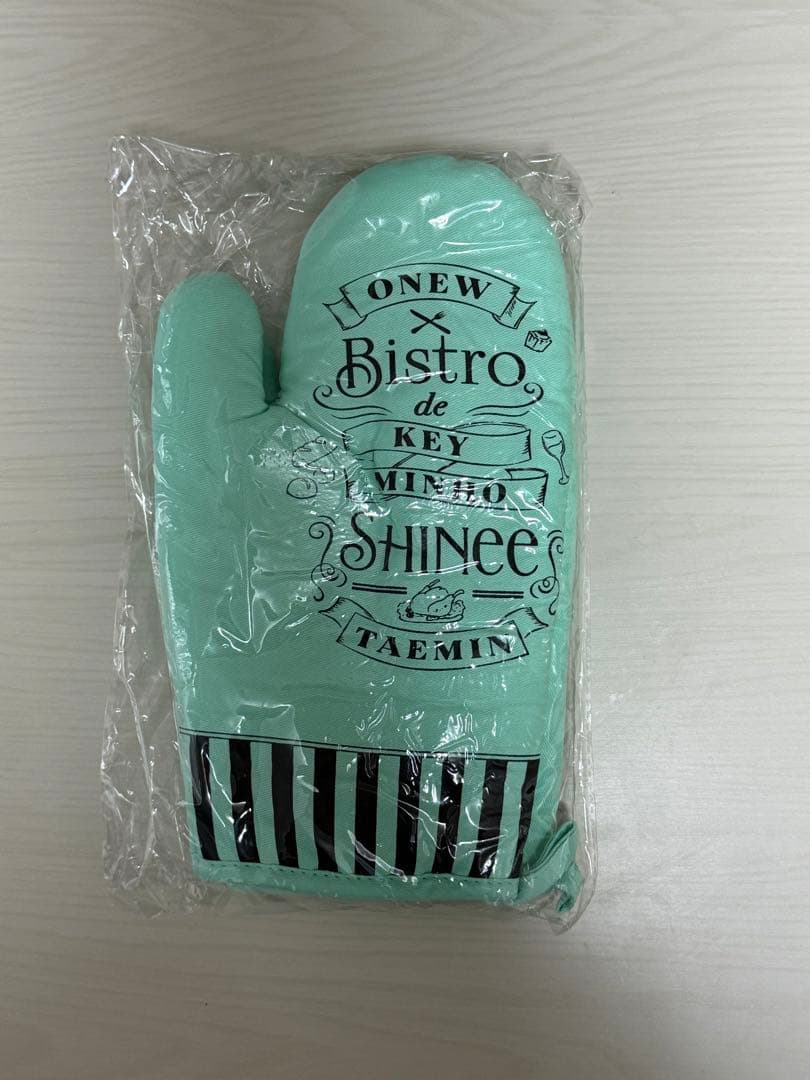 ONEW
Bistro
de
KEY
MINHO
SHINee
TAEMIN